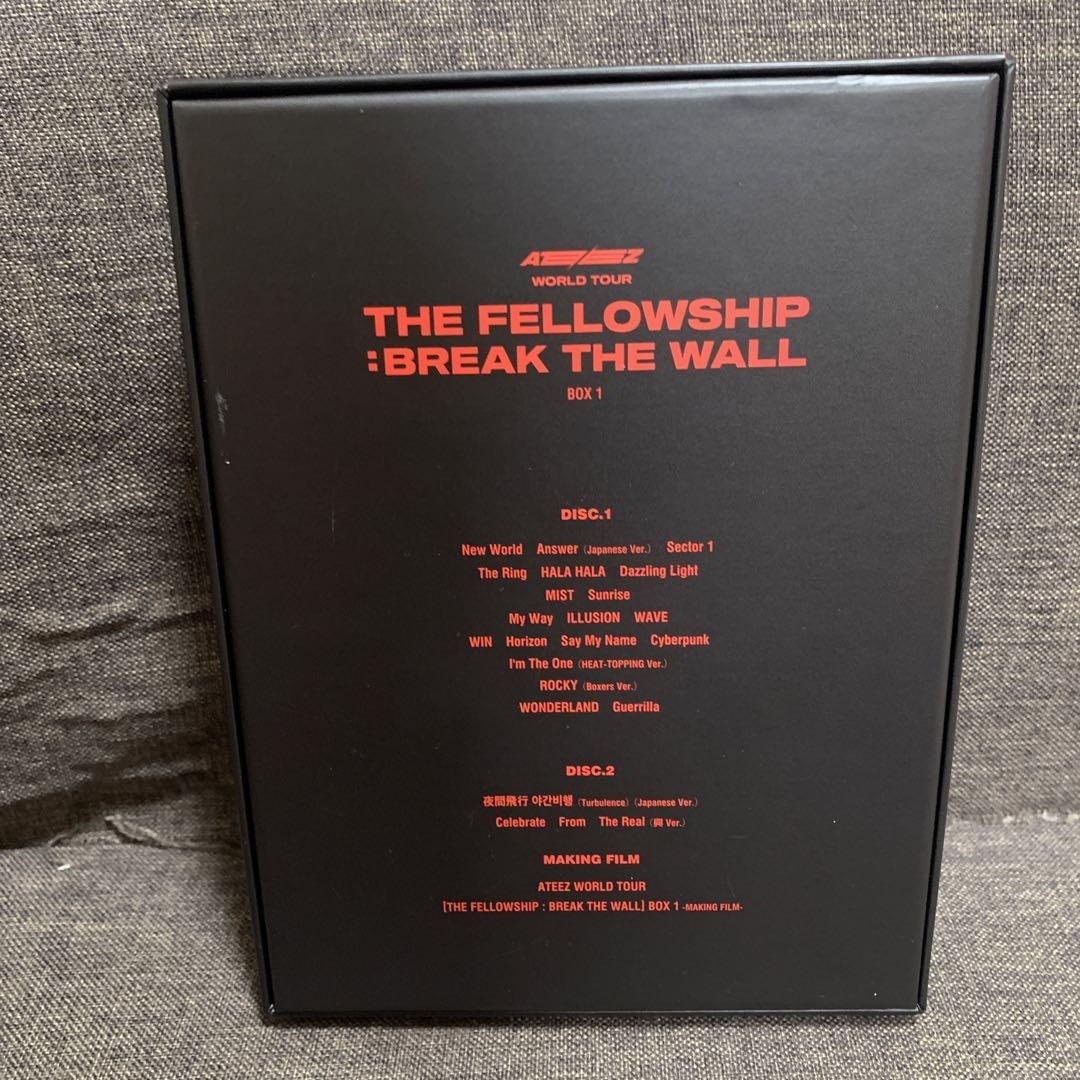 ATEEZ
WORLD TOUR
THE FELLOWSHIP
:BREAK THE WALL
BOX 1
DISC.1
New World Answer (Japanese Ver.) Sector 1
The Ring HALA HALA Dazzling Light
MIST Sunrise
My Way ILLUSION WAVE
WIN Horizon Say My Name Cyberpunk
I'm The One (HEAT-TOPPING Ver.)
ROCKY (Boxers Ver.)
WONDERLAND Guerrilla
DISC.2
夜間飛行 야간비행 (Turbulence) (Japanese Ver.)
Celebrate From The Real (興 Ver.)
MAKING FILM
ATEEZ WORLD TOUR
[THE FELLOWSHIP : BREAK THE WALL] BOX 1 -MAKING FILM-